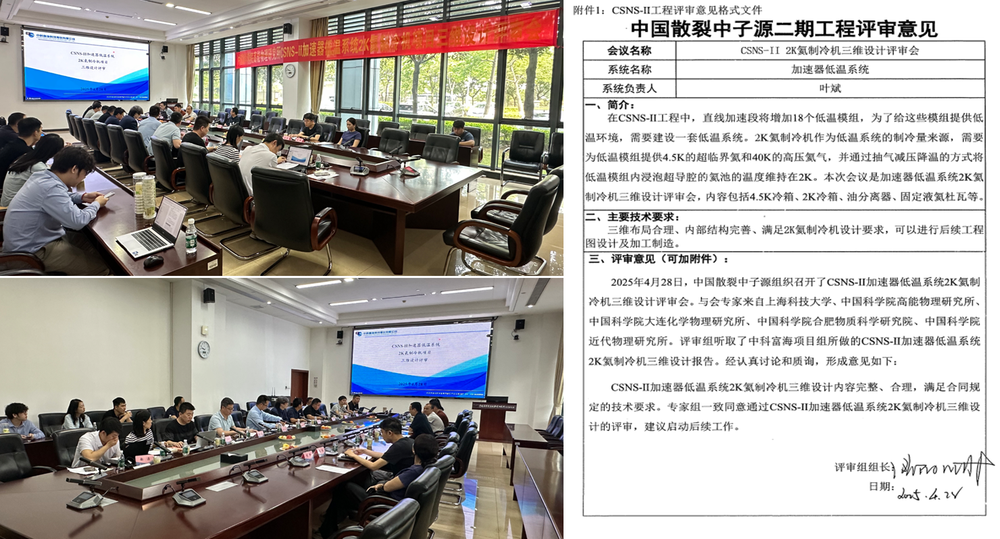 中科富海科技股份有限公司
CSNS-II加速器低温系统
2K氦制冷机项目
三维设计评审
2025年4月28日
CSNS-II加速器低温系统2K氦制冷机项目三维设计
CSNS-II加速器低温系统
2K氦制冷机项目
三维设计评审
2025年4月28日
附件1：CSNS-II工程评审意见格式文件
中国散裂中子源二期工程评审意见
会议名称 CSNS-II 2K氦制冷机三维设计评审会
系统名称 加速器低温系统
系统负责人 叶斌
一、简介：
在CSNS-II工程中，直线加速段将增加18个低温模组，为了给这些模组提供低
温环境，需要建设一套低温系统。2K氦制冷机作为低温系统的制冷量来源，需要
为低温模组提供4.5K的超临界氦和40K的高压氦气，并通过抽气减压降温的方式将
低温模组内浸泡超导腔的氦池的温度维持在2K。本次会议是加速器低温系统2K氦
制冷机三维设计评审会，内容包括4.5K冷箱、2K冷箱、油分离器、固定液氦杜瓦等。
二、主要技术要求：
三维布局合理、内部结构完善、满足2K氦制冷机设计要求，可以进行后续工程
图设计及加工制造。
三、评审意见（可加附件）：
2025年4月28日，中国散裂中子源组织召开了CSNS-II加速器低温系统2K氦制
冷机三维设计评审会。与会专家来自上海科技大学、中国科学院高能物理研究所、
中国科学院大连化学物理研究所、中国科学院合肥物质科学研究院、中国科学院
近代物理研究所。评审组听取了中科富海项目组所做的CSNS-II加速器低温系统
2K氦制冷机三维设计报告。经认真讨论和质询，形成意见如下：
CSNS-II加速器低温系统2K氦制冷机三维设计内容完整、合理，满足合同规
定的技术要求。专家组一致同意通过CSNS-II加速器低温系统2K氦制冷机三维设
计的评审，建议启动后续工作。
评审组组长：
日期：
2025.4.28